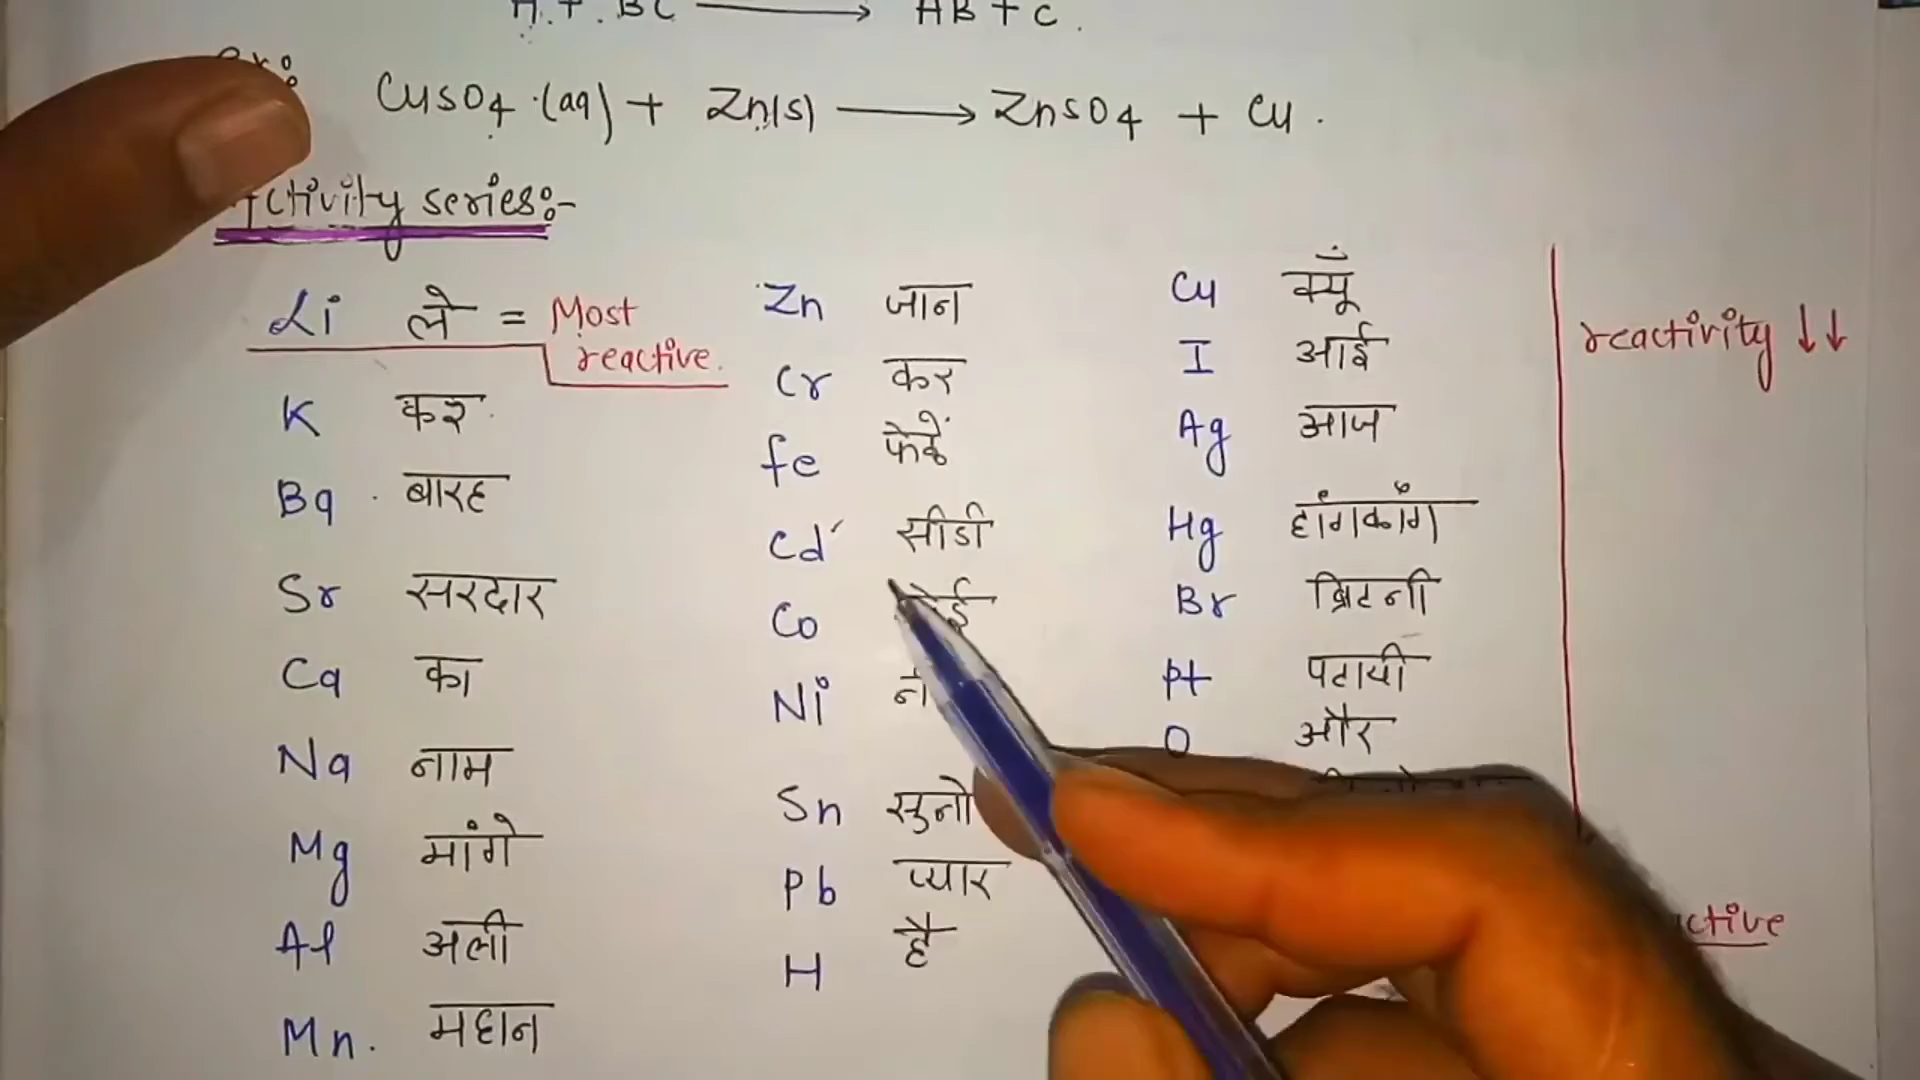 A + BC ⟶ AB + C.
CuSO4 (aq) + Zn(s) ⟶ ZnSO4 + Cu.
ctivity series:-
Li ले = Most reactive.
K कर
Ba बारह
Sr सरदार
Ca का
Na नाम
Mg मांगे
Al अली
Mn. महान
Zn जान
Cr कर
Fe फेकें
Cd सीडी
Co
Ni
Sn सुनो
Pb प्यार
H है
Cu क्यूँ
I आई
Ag आज
Hg हाँगकाँग
Br ब्रिटनी
Pt पटायी
O और
reactivity ↓↓
ctive